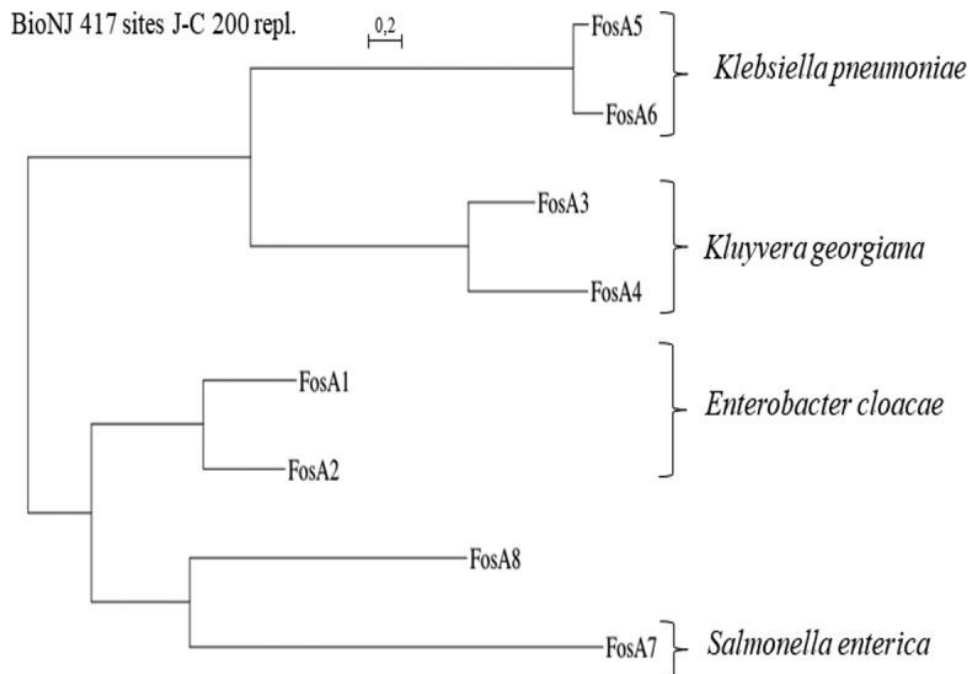 BioNJ 417 sites J-C 200 repl.
0,2
FosA5
Klebsiella pneumoniae
FosA6
FosA3
Kluyvera georgiana
FosA4
FosA1
Enterobacter cloacae
FosA2
FosA8
FosA7
Salmonella enterica